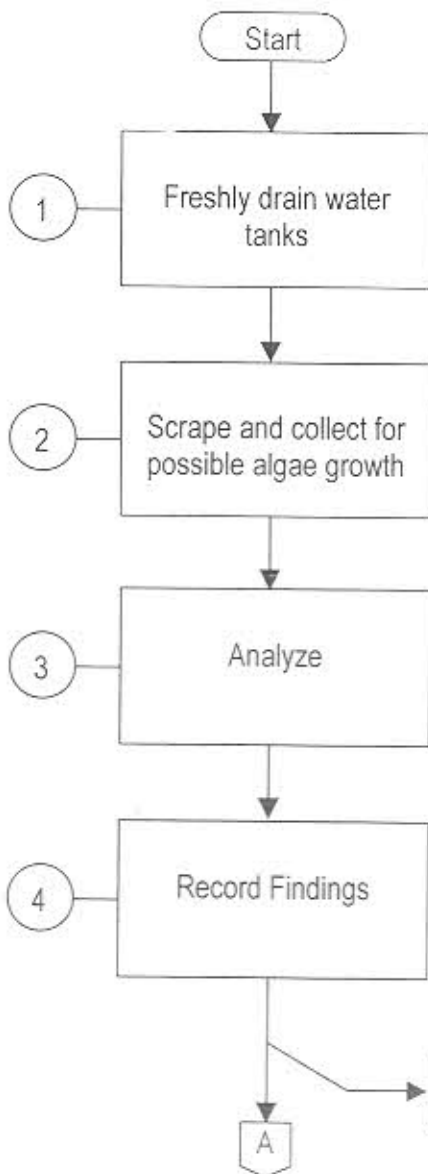 Start
1
Freshly drain water
tanks
2
Scrape and collect for
possible algae growth
3
Analyze
4
Record Findings
A